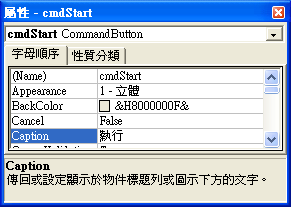 屬性 - cmdStart
cmdStart CommandButton
字母順序 性質分類
(Name) cmdStart
Appearance 1 - 立體
BackColor &H8000000F&
Cancel False
Caption 執行
Caption
傳回或設定顯示於物件標題列或圖示下方的文字。